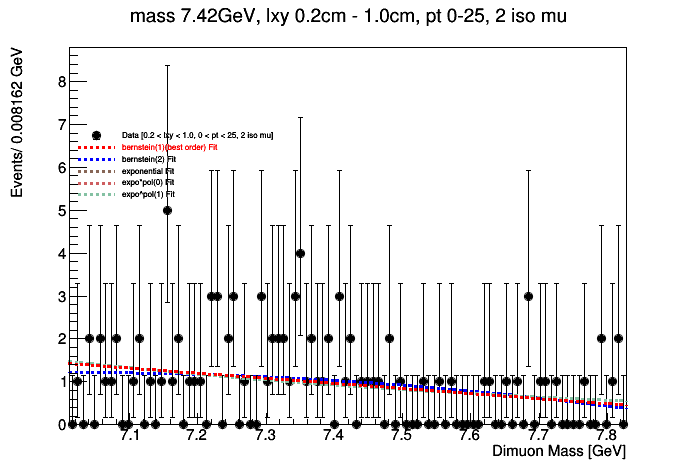 mass 7.42GeV, lxy 0.2cm - 1.0cm, pt 0-25, 2 iso mu
Events/ 0.008162 GeV
8
7
6
5
4
3
2
1
0
Data [0.2 < lxy < 1.0, 0 < pt < 25, 2 iso mu]
bernstein(1)(best order) Fit
bernstein(2) Fit
exponential Fit
expo*pol(0) Fit
expo*pol(1) Fit
7.1 7.2 7.3 7.4 7.5 7.6 7.7 7.8
Dimuon Mass [GeV]